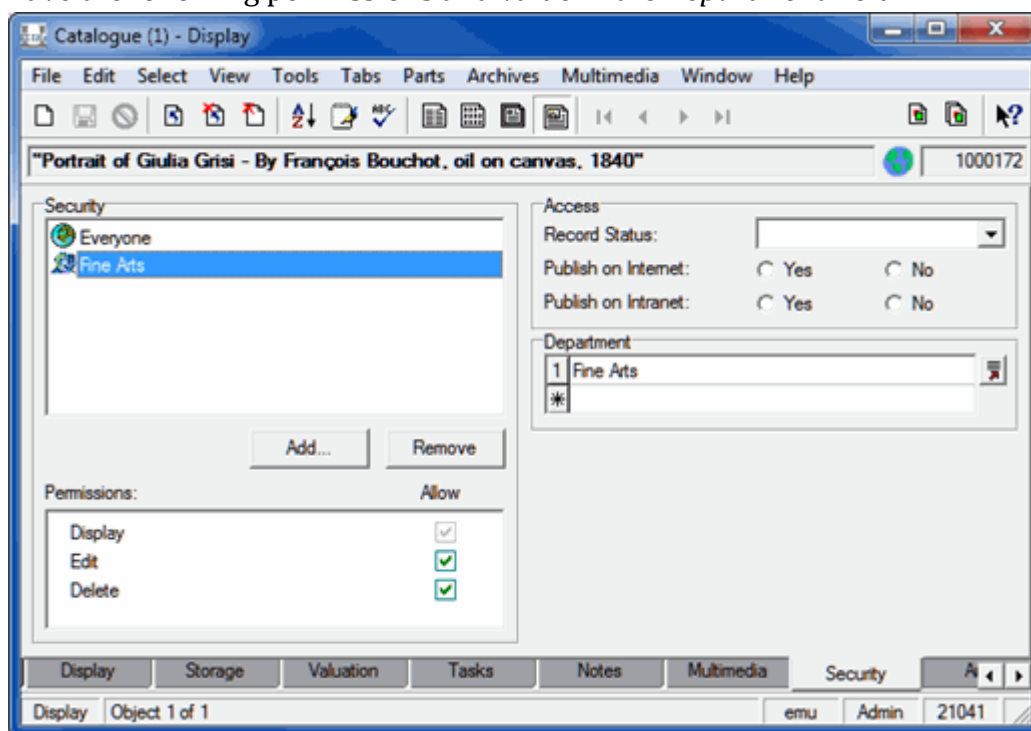 Catalogue (1) - Display
File Edit Select View Tools Tabs Parts Archives Multimedia Window Help
"Portrait of Giulia Grisi - By François Bouchot, oil on canvas, 1840" 1000172
Security
Everyone
Fine Arts
Add... Remove
Permissions: Allow
Display
Edit
Delete
Access
Record Status:
Publish on Internet: Yes No
Publish on Intranet: Yes No
Department
1 Fine Arts
Display Storage Valuation Tasks Notes Multimedia Security
Display Object 1 of 1 emu Admin 21041